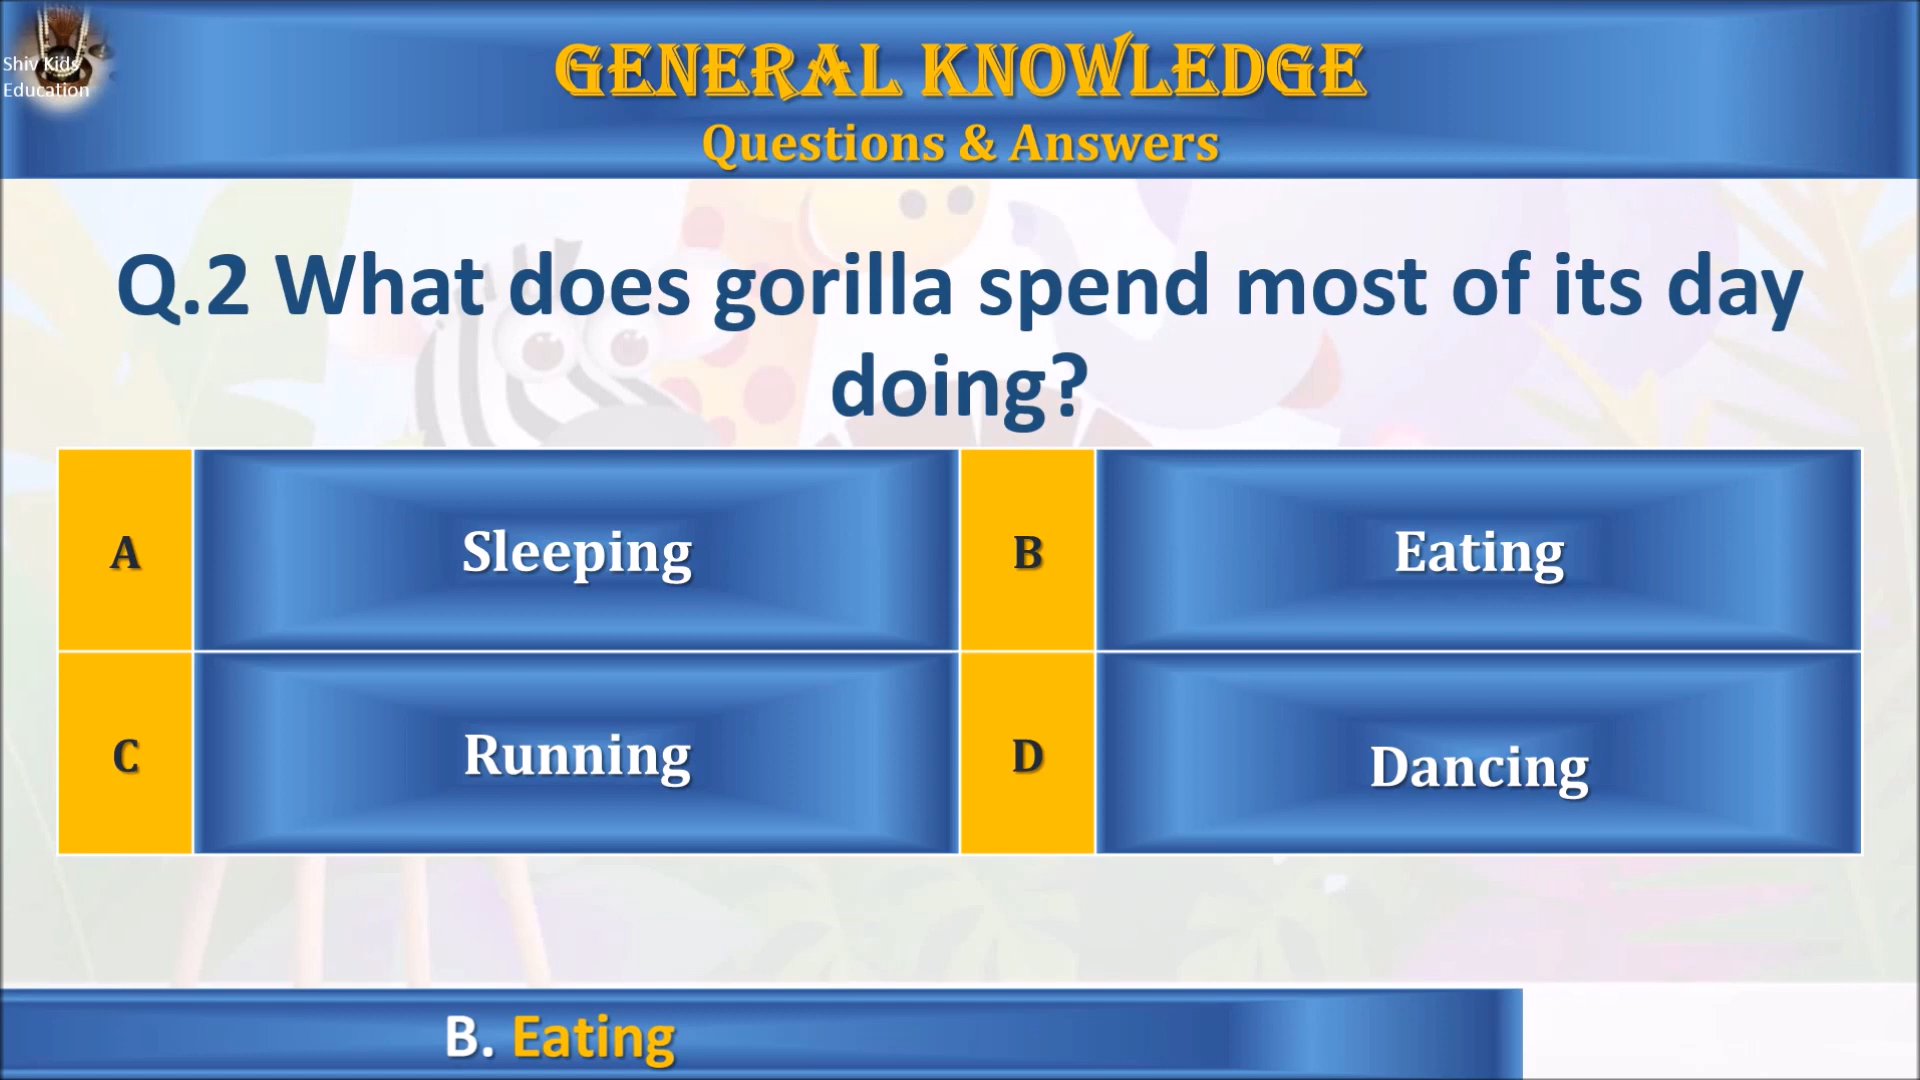 Shiv Kids
Education
GENERAL KNOWLEDGE
Questions & Answers
Q.2 What does gorilla spend most of its day
doing?
A
Sleeping
B
Eating
C
Running
D
Dancing
B. Eating